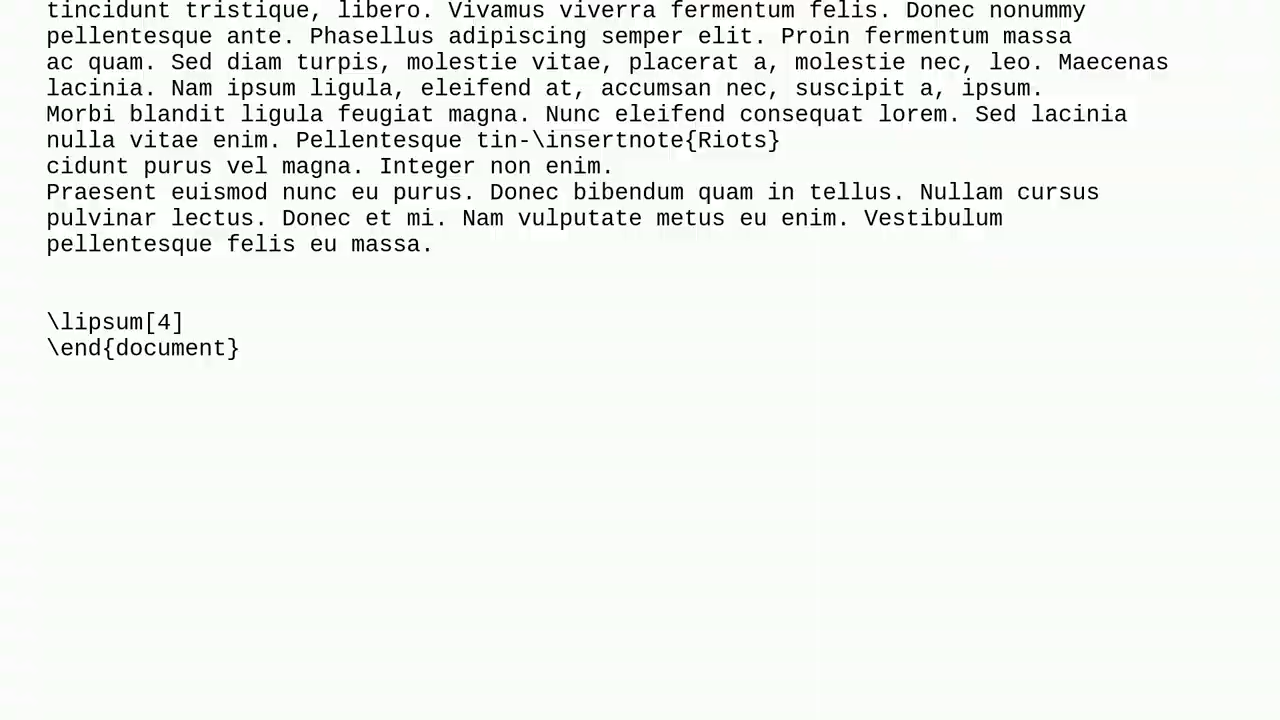 tincidunt tristique, libero. Vivamus viverra fermentum felis. Donec nonummy
pellentesque ante. Phasellus adipiscing semper elit. Proin fermentum massa
ac quam. Sed diam turpis, molestie vitae, placerat a, molestie nec, leo. Maecenas
lacinia. Nam ipsum ligula, eleifend at, accumsan nec, suscipit a, ipsum.
Morbi blandit ligula feugiat magna. Nunc eleifend consequat lorem. Sed lacinia
nulla vitae enim. Pellentesque tin-\insertnote{Riots}
cidunt purus vel magna. Integer non enim.
Praesent euismod nunc eu purus. Donec bibendum quam in tellus. Nullam cursus
pulvinar lectus. Donec et mi. Nam vulputate metus eu enim. Vestibulum
pellentesque felis eu massa.
\lipsum[4]
\end{document}